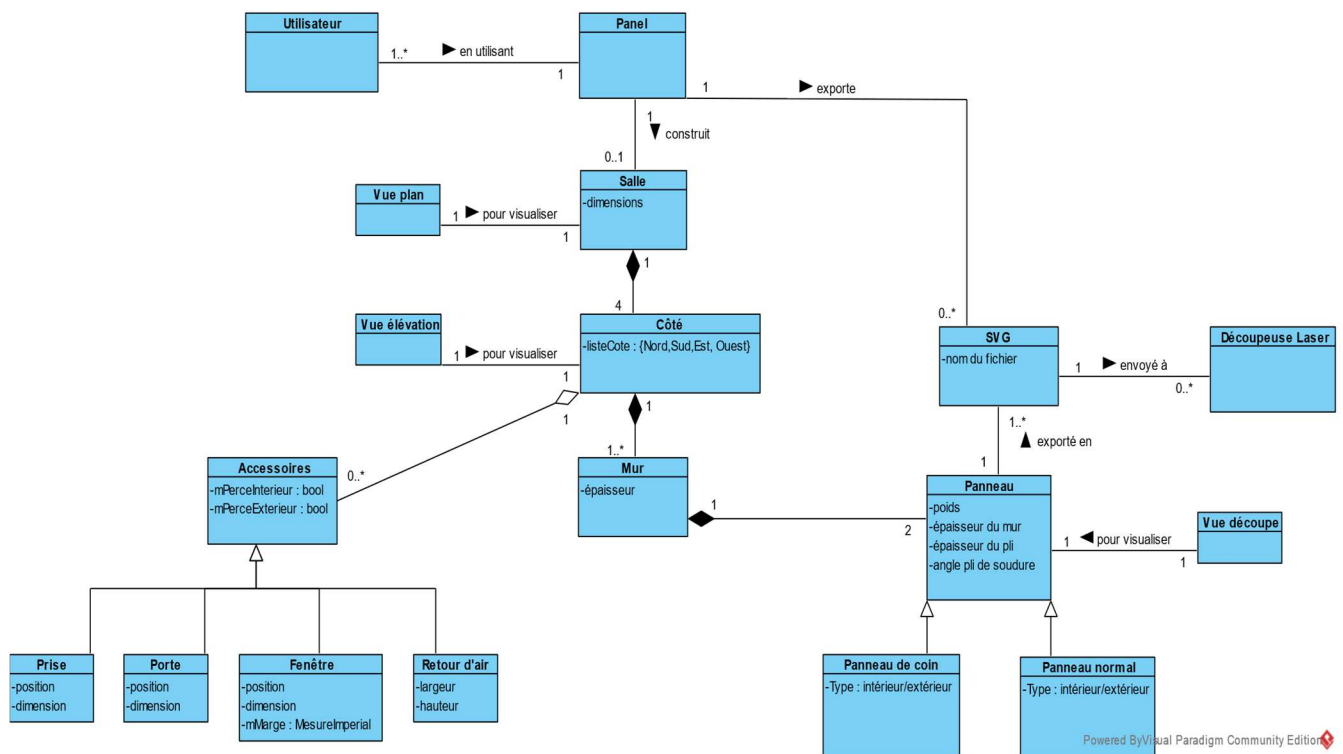 Utilisateur
Panel
1..*
en utilisant
1
1
exporte
1
construit
0..1
Salle
-dimensions
Vue plan
1
pour visualiser
1
1
4
Vue élévation
1
pour visualiser
1
Côté
-listeCote : {Nord,Sud,Est, Ouest}
1
1
0..*
SVG
-nom du fichier
1
envoyé à
0..*
Découpeuse Laser
1..*
exporté en
1
0..*
Accessoires
-mPerceInterieur : bool
-mPerceExterieur : bool
1..*
Mur
-épaisseur
1
2
Panneau
-poids
-épaisseur du mur
-épaisseur du pli
-angle pli de soudure
1
pour visualiser
1
Vue découpe
Prise
-position
-dimension
Porte
-position
-dimension
Fenêtre
-position
-dimension
-mMarge : MesureImperial
Retour d'air
-largeur
-hauteur
Panneau de coin
-Type : intérieur/extérieur
Panneau normal
-Type : intérieur/extérieur
Powered ByVisual Paradigm Community Edition